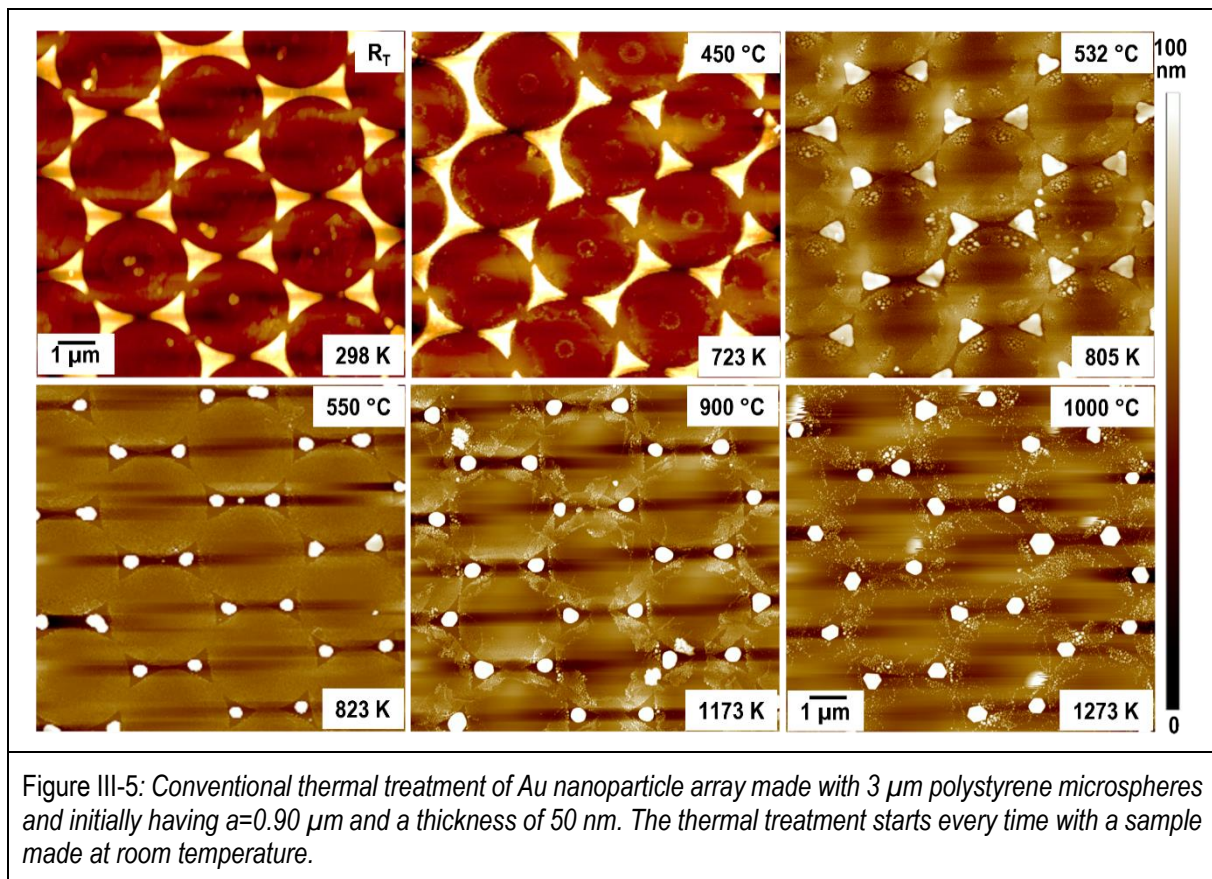 R_T
450 °C
532 °C
100
nm
1 µm
298 K
723 K
805 K
550 °C
900 °C
1000 °C
823 K
1173 K
1 µm
1273 K
0
Figure III-5: Conventional thermal treatment of Au nanoparticle array made with 3 µm polystyrene microspheres
and initially having a=0.90 µm and a thickness of 50 nm. The thermal treatment starts every time with a sample
made at room temperature.